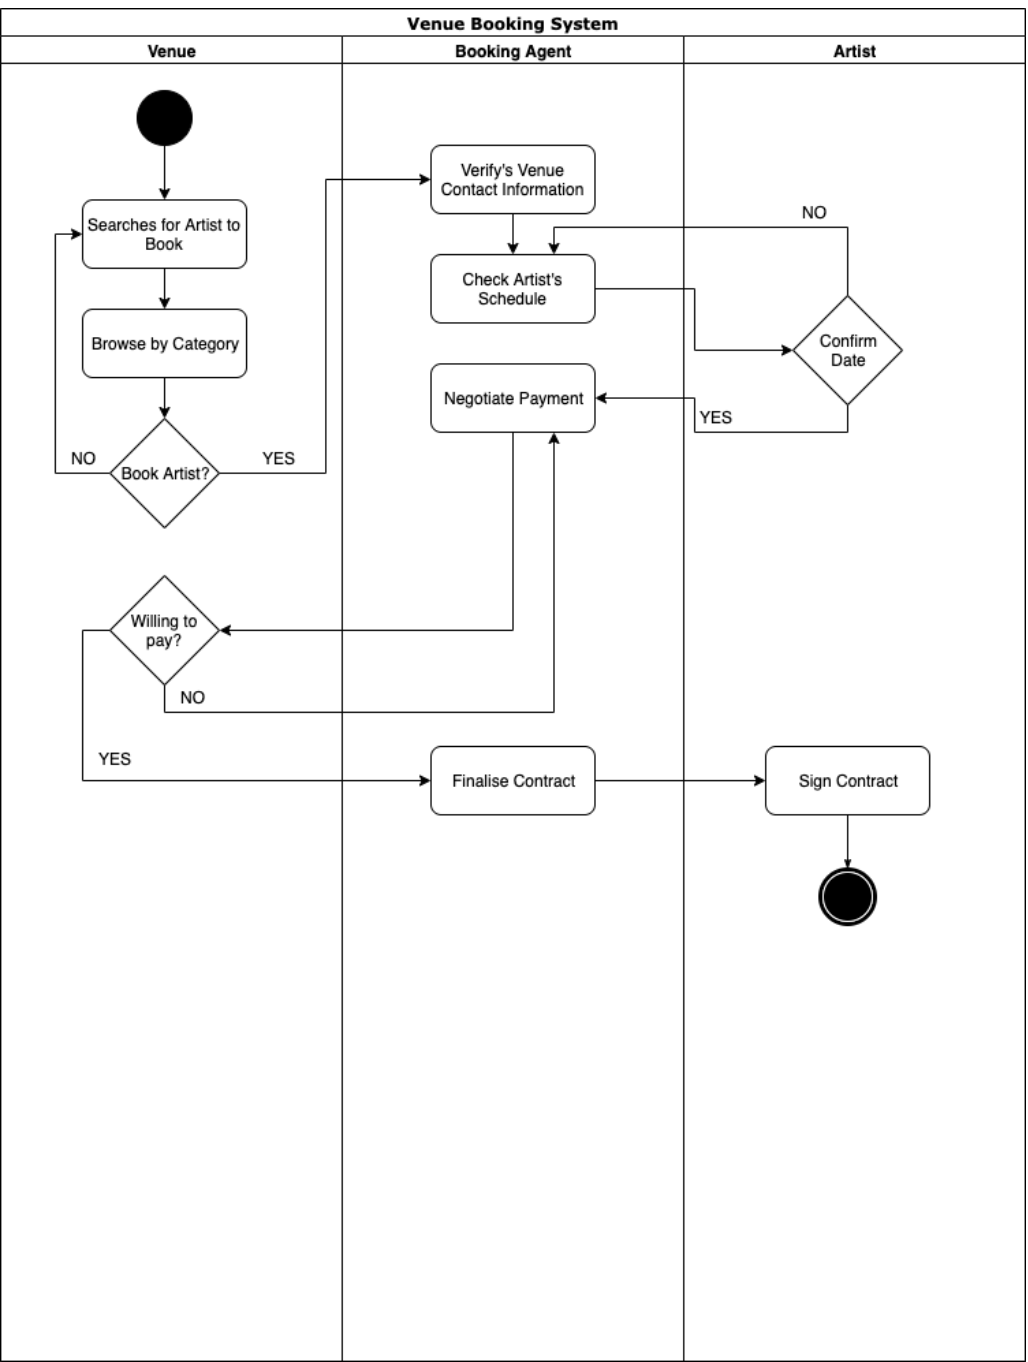 Venue Booking System
Venue
Booking Agent
Artist
Verify's Venue
Contact Information
Searches for Artist to
Book
NO
Check Artist's
Schedule
Browse by Category
Confirm
Date
Negotiate Payment
YES
NO
Book Artist?
YES
Willing to
pay?
NO
YES
Finalise Contract
Sign Contract